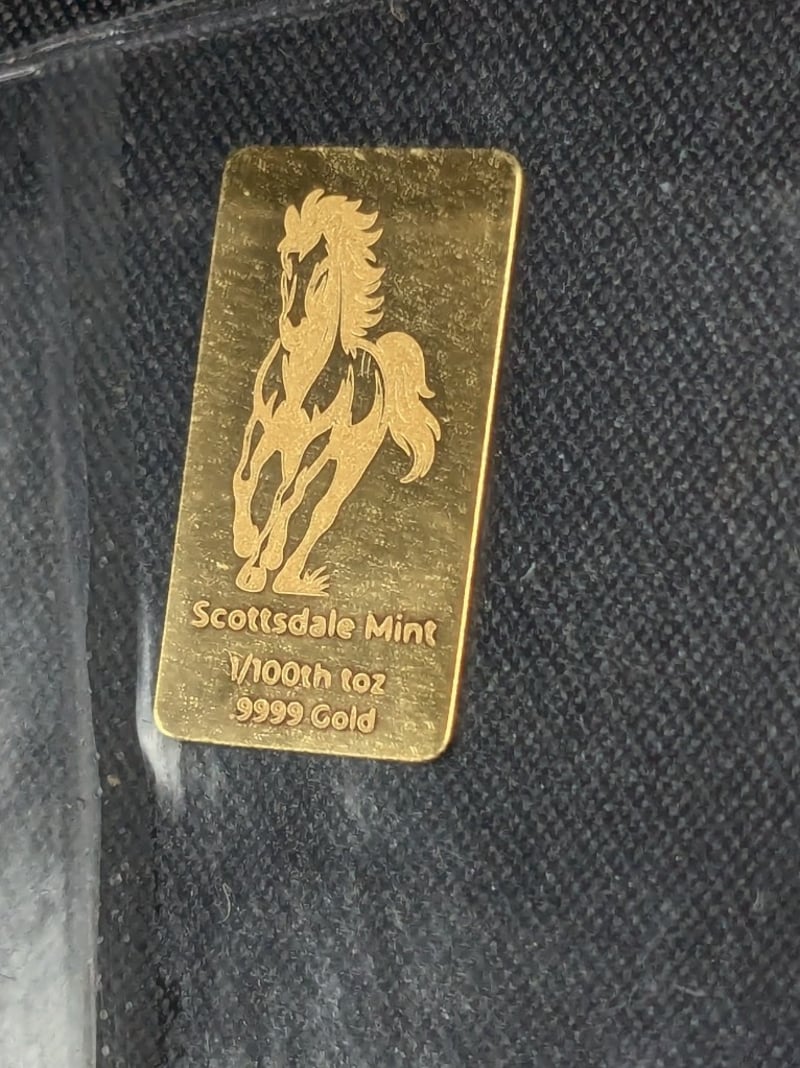 Scottsdale Mint
1/100th toz
.9999 Gold